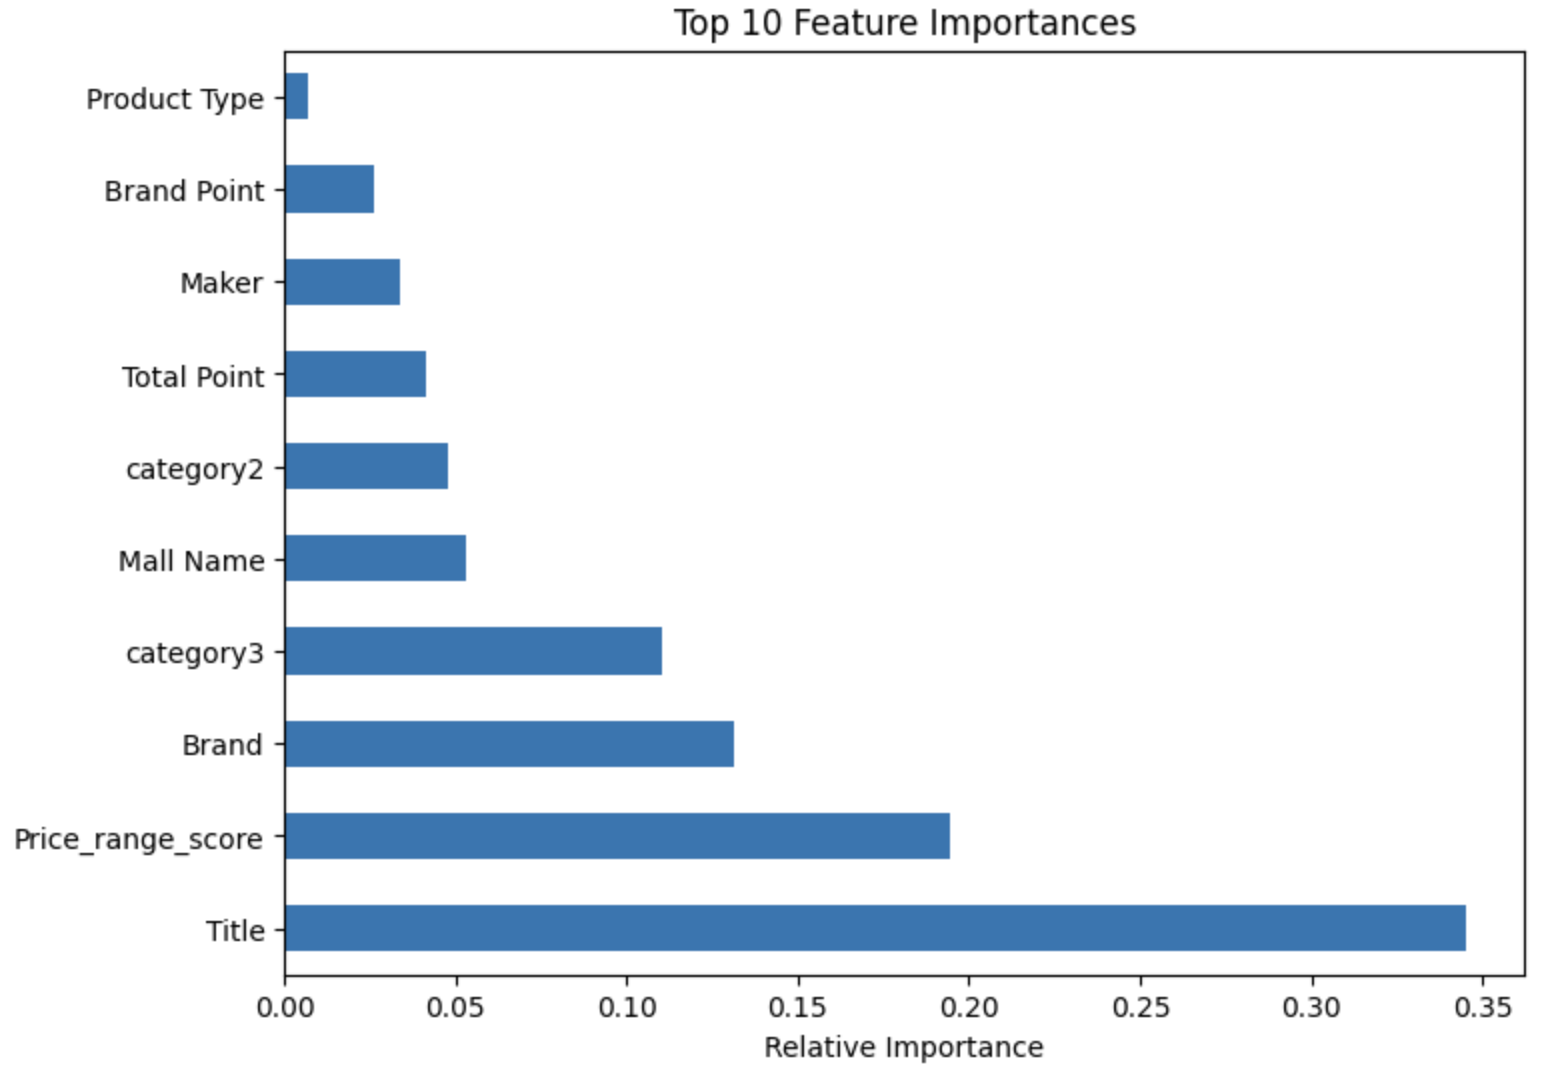 Top 10 Feature Importances
Product Type
Brand Point
Maker
Total Point
category2
Mall Name
category3
Brand
Price_range_score
Title
0.00 0.05 0.10 0.15 0.20 0.25 0.30 0.35
Relative Importance